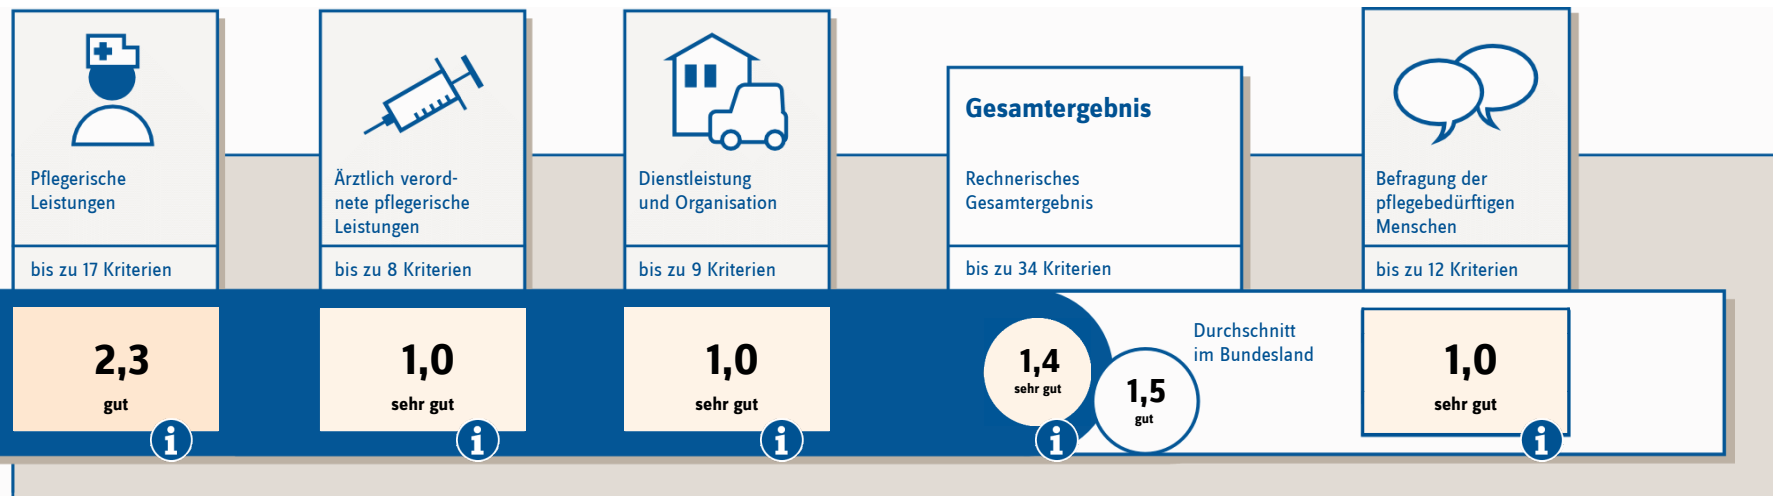 Pflegerische
Leistungen
bis zu 17 Kriterien
2,3
gut
Ärztlich verord-
nete pflegerische
Leistungen
bis zu 8 Kriterien
1,0
sehr gut
Dienstleistung
und Organisation
bis zu 9 Kriterien
1,0
sehr gut
Gesamtergebnis
Rechnerisches
Gesamtergebnis
bis zu 34 Kriterien
1,4
sehr gut
1,5
gut
Durchschnitt
im Bundesland
Befragung der
pflegebedürftigen
Menschen
bis zu 12 Kriterien
1,0
sehr gut